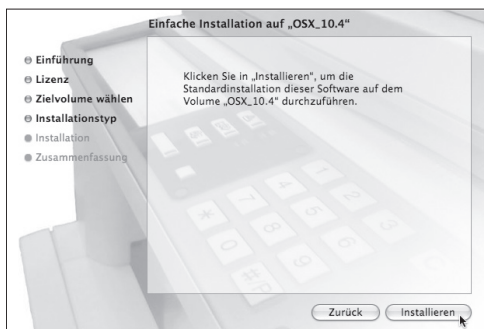 Einfache Installation auf „OSX_10.4“
Einführung
Lizenz
Zielvolume wählen
Installationstyp
Installation
Zusammenfassung
Klicken Sie in „Installieren“, um die
Standardinstallation dieser Software auf dem
Volume „OSX_10.4“ durchzuführen.
Zurück
Installieren